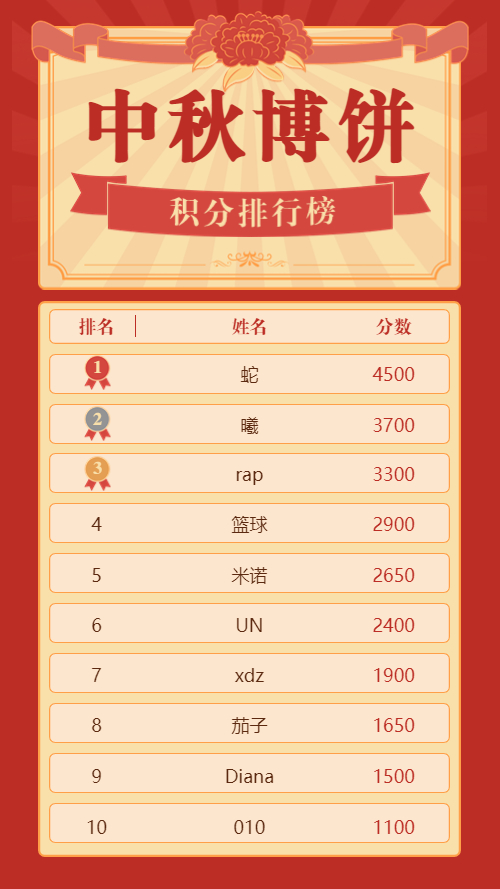 中秋博饼
积分排行榜
排名 姓名 分数
1 蛇 4500
2 曦 3700
3 rap 3300
4 篮球 2900
5 米诺 2650
6 UN 2400
7 xdz 1900
8 茄子 1650
9 Diana 1500
10 010 1100